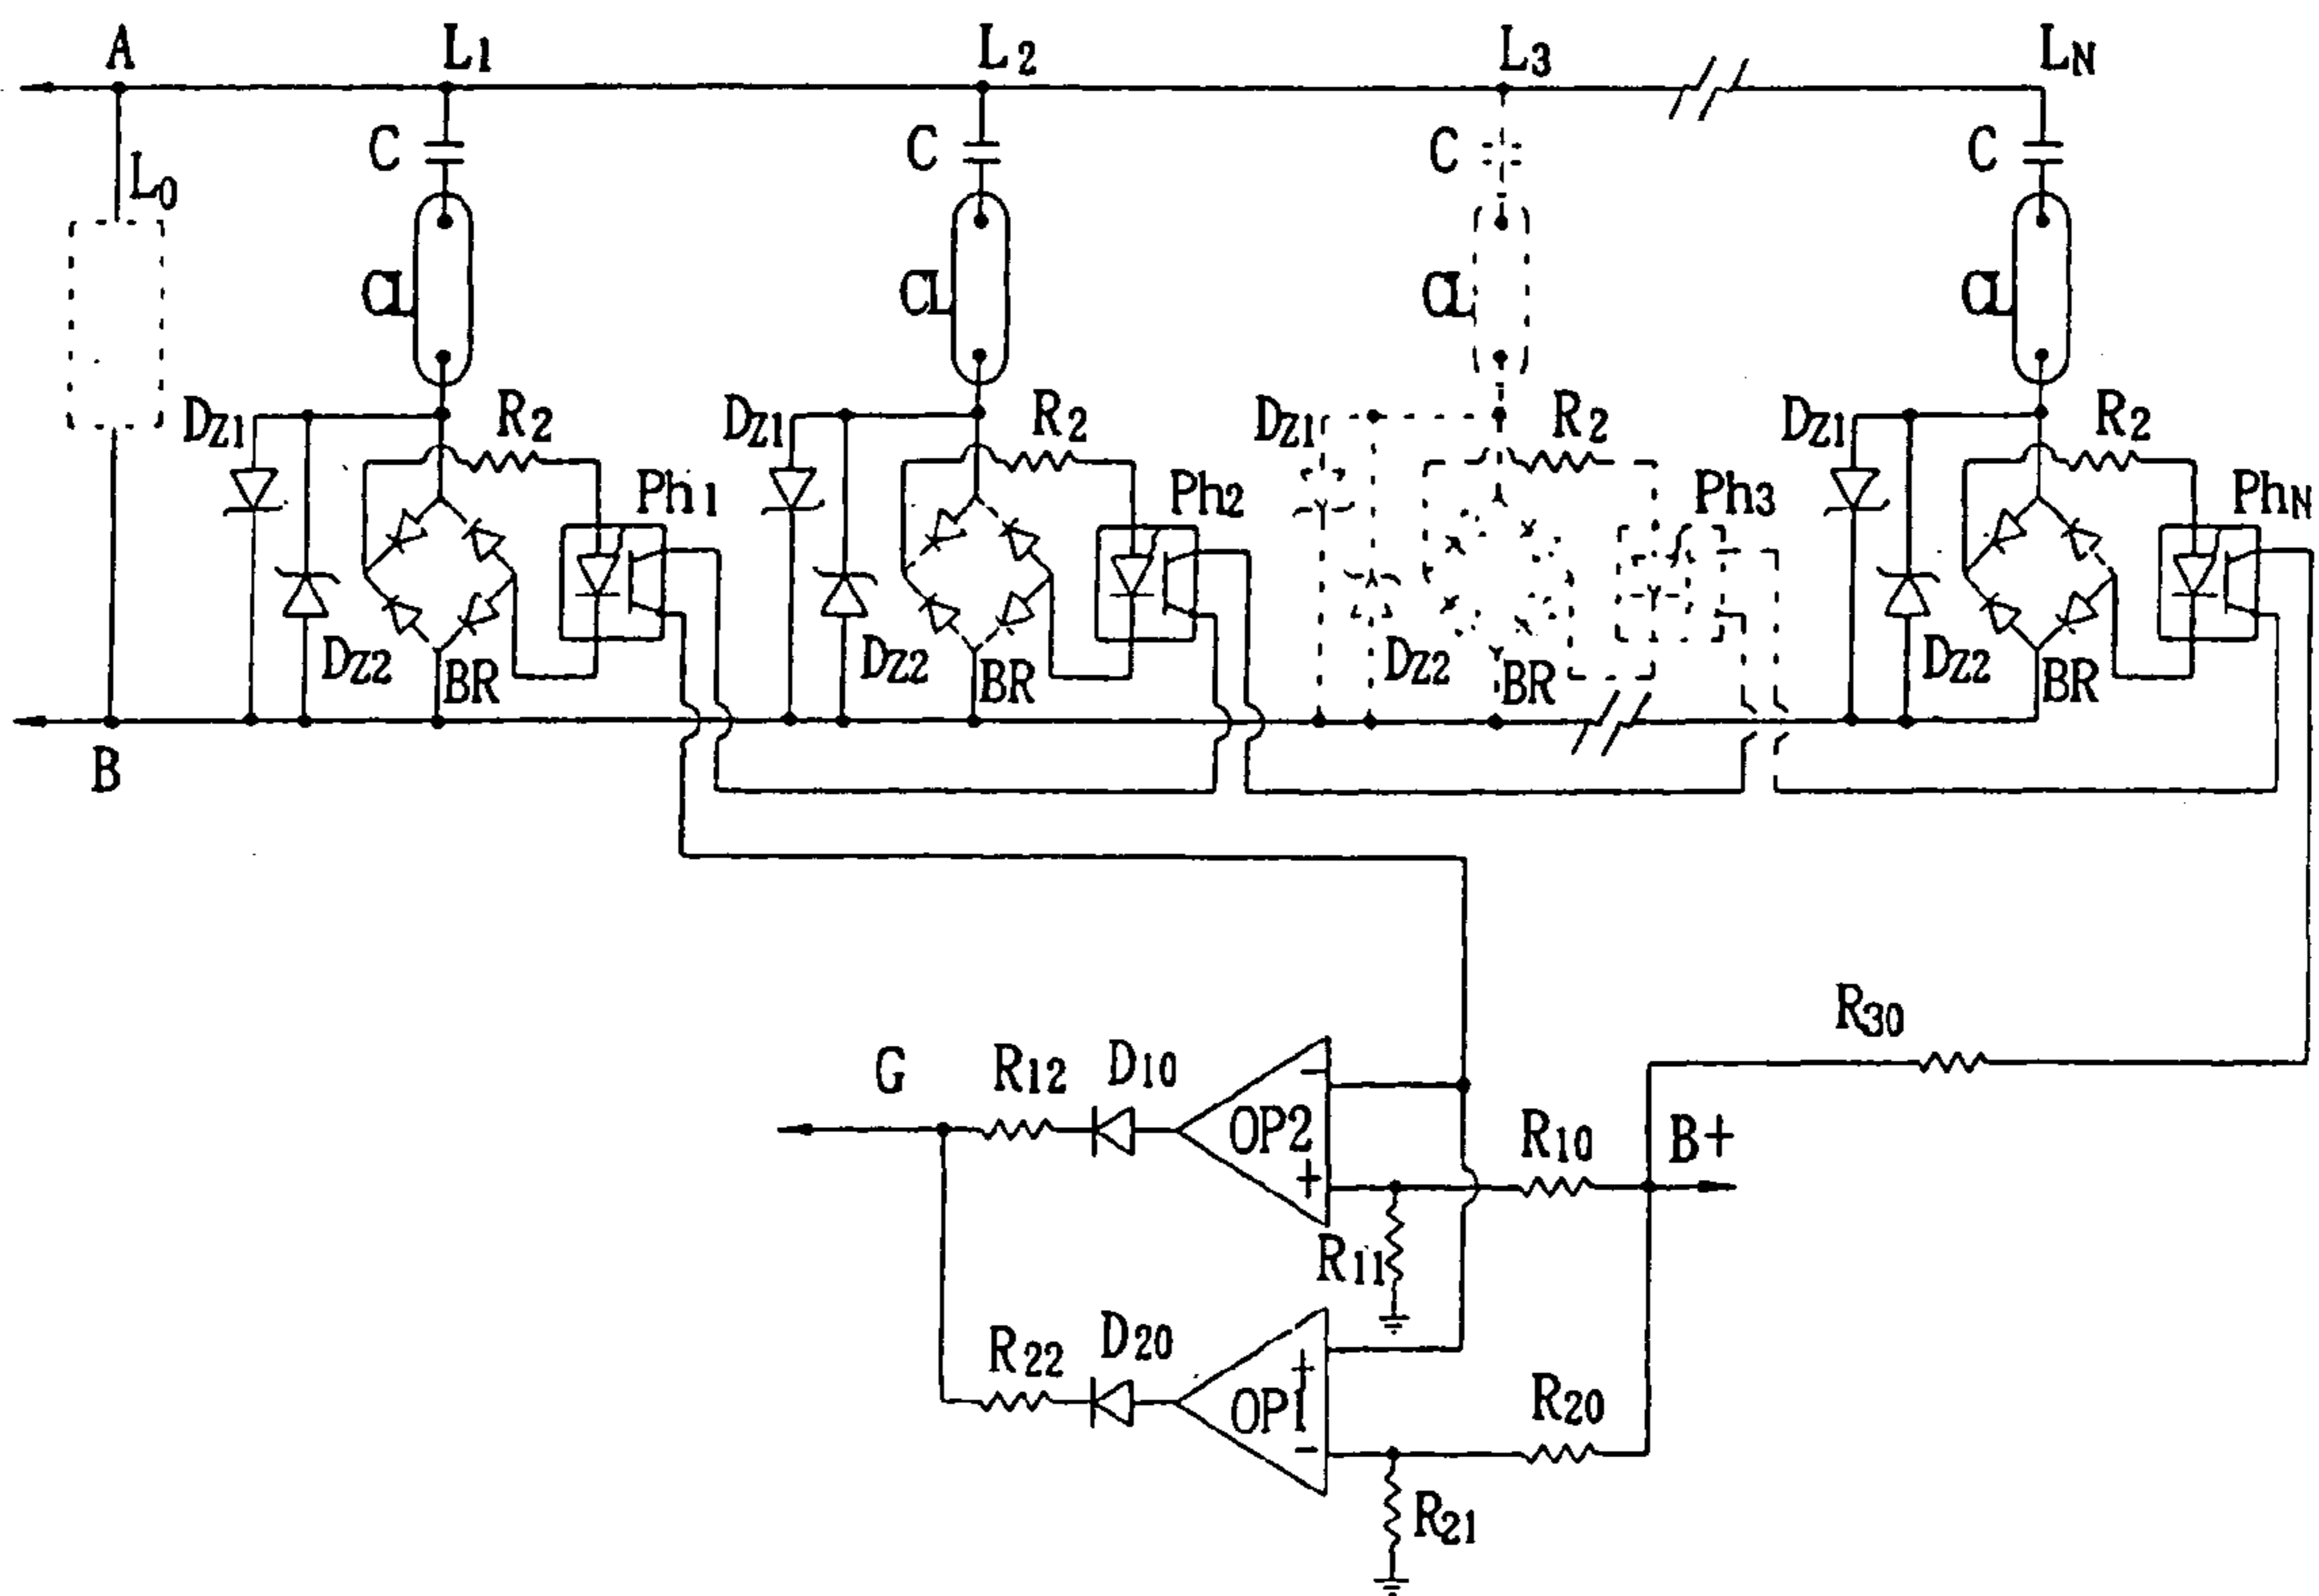 A L1 L2 L3 LN
C C C C
L0
CL CL CL CL
DZ1 R2 DZ1 R2 DZ1 R2 DZ1 R2
Ph1 Ph2 Ph3 PhN
DZ2 BR DZ2 BR DZ2 BR DZ2 BR
B
R30
G R12 D10 − OP2 + R10 B+
R11
R22 D20 + OP1 − R20
R21